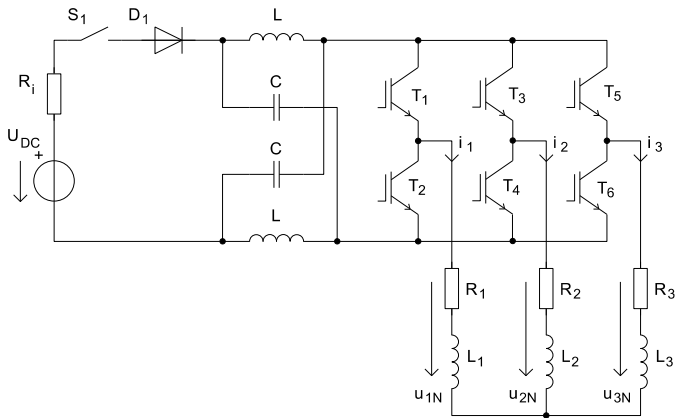 S1 D1 L
Ri C T1 T3 T5
UDC + C i1 i2 i3
T2 T4 T6
L
R1 R2 R3
L1 L2 L3
u1N u2N u3N